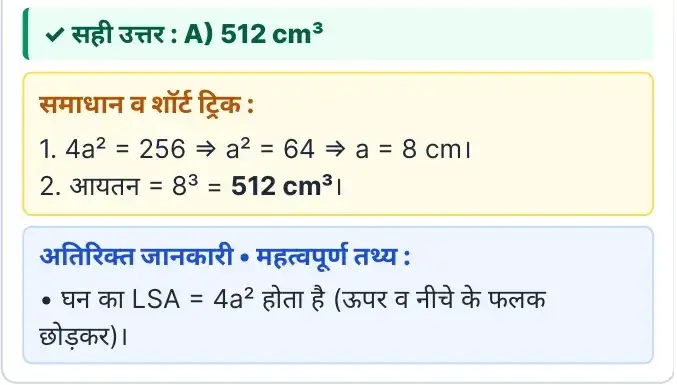 ✓ सही उत्तर : A) 512 cm³
समाधान व शॉर्ट ट्रिक :
1. 4a² = 256 ⇒ a² = 64 ⇒ a = 8 cm।
2. आयतन = 8³ = 512 cm³।
अतिरिक्त जानकारी • महत्वपूर्ण तथ्य :
• घन का LSA = 4a² होता है (ऊपर व नीचे के फलक
छोड़कर)।